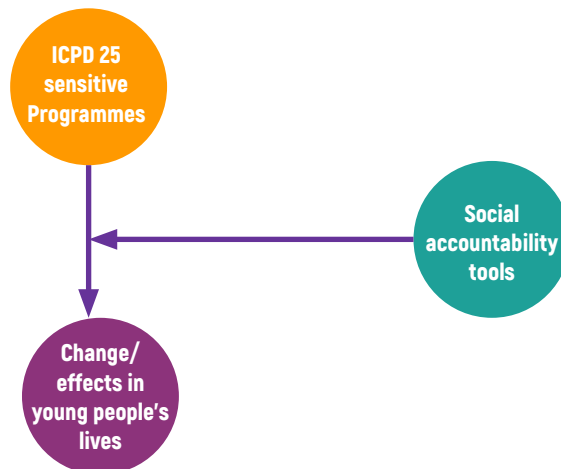 ICPD 25
sensitive
Programmes
Social
accountability
tools
Change/
effects in
young people's
lives